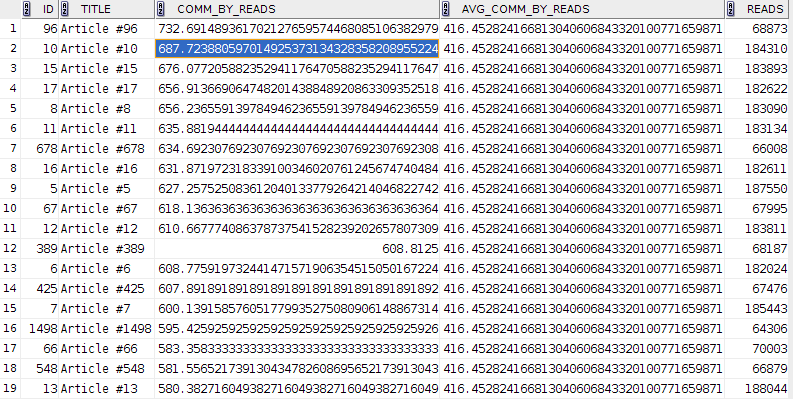 ID TITLE COMM_BY_READS AVG_COMM_BY_READS READS
1 96 Article #96 732.691489361702127659574468085106382979 416.452824166813040606843320100771659871 68873
2 10 Article #10 687.723880597014925373134328358208955224 416.452824166813040606843320100771659871 184310
3 15 Article #15 676.077205882352941176470588235294117647 416.452824166813040606843320100771659871 183893
4 17 Article #17 656.913669064748201438848920863309352518 416.452824166813040606843320100771659871 182622
5 8 Article #8 656.236559139784946236559139784946236559 416.452824166813040606843320100771659871 183090
6 11 Article #11 635.881944444444444444444444444444444444 416.452824166813040606843320100771659871 183134
7 678 Article #678 634.692307692307692307692307692307692308 416.452824166813040606843320100771659871 66008
8 16 Article #16 631.871972318339100346020761245674740484 416.452824166813040606843320100771659871 182611
9 5 Article #5 627.257525083612040133779264214046822742 416.452824166813040606843320100771659871 187550
10 67 Article #67 618.136363636363636363636363636363636364 416.452824166813040606843320100771659871 67995
11 12 Article #12 610.667774086378737541528239202657807309 416.452824166813040606843320100771659871 183811
12 389 Article #389 608.8125 416.452824166813040606843320100771659871 68187
13 6 Article #6 608.775919732441471571906354515050167224 416.452824166813040606843320100771659871 182024
14 425 Article #425 607.891891891891891891891891891891891892 416.452824166813040606843320100771659871 67476
15 7 Article #7 600.139158576051779935275080906148867314 416.452824166813040606843320100771659871 185443
16 1498 Article #1498 595.425925925925925925925925925925925926 416.452824166813040606843320100771659871 64306
17 66 Article #66 583.358333333333333333333333333333333333 416.452824166813040606843320100771659871 70003
18 548 Article #548 581.556521739130434782608695652173913043 416.452824166813040606843320100771659871 66879
19 13 Article #13 580.382716049382716049382716049382716049 416.452824166813040606843320100771659871 188044